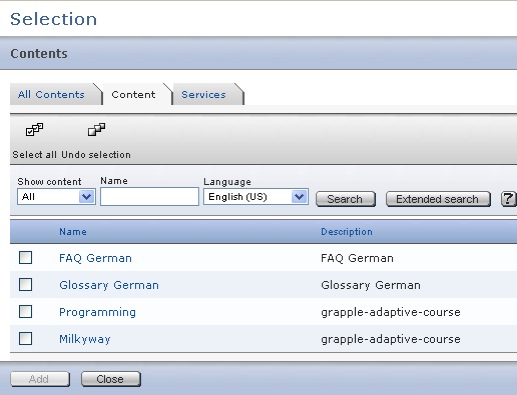 Selection
Contents
All Contents Content Services
Select all Undo selection
Show content Name Language
All English (US) Search Extended search ?
Name Description
FAQ German FAQ German
Glossary German Glossary German
Programming grapple-adaptive-course
Milkyway grapple-adaptive-course
Add Close